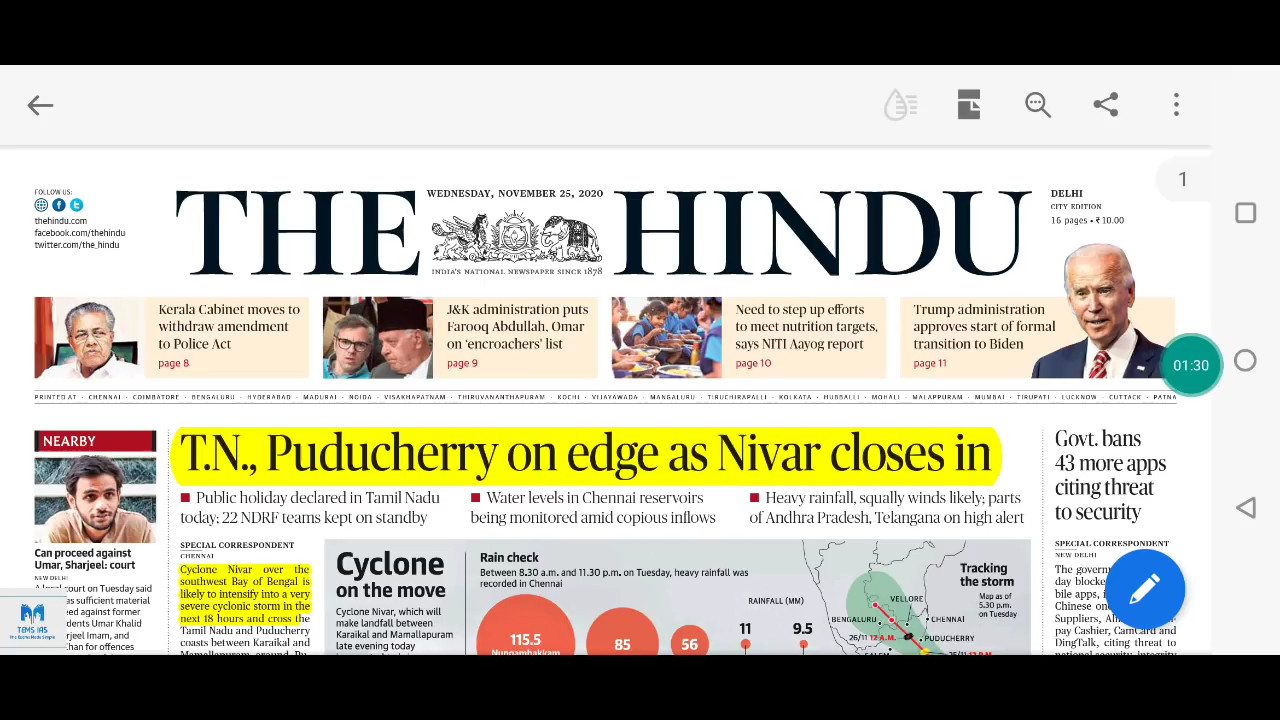 1
FOLLOW US:
thehindu.com
facebook.com/thehindu
twitter.com/the_hindu
THE HINDU
WEDNESDAY, NOVEMBER 25, 2020
INDIA'S NATIONAL NEWSPAPER SINCE 1878
DELHI
CITY EDITION
16 pages • ₹10.00
Kerala Cabinet moves to
withdraw amendment
to Police Act
page 8
J&K administration puts
Farooq Abdullah, Omar
on ‘encroachers’ list
page 9
Need to step up efforts
to meet nutrition targets,
says NITI Aayog report
page 10
Trump administration
approves start of formal
transition to Biden
page 11
01:30
PRINTED AT · CHENNAI · COIMBATORE · BENGALURU · HYDERABAD · MADURAI · NOIDA · VISAKHAPATNAM · THIRUVANANTHAPURAM · KOCHI · VIJAYAWADA · MANGALURU · TIRUCHIRAPALLI · KOLKATA · HUBBALLI · MOHALI · MALAPPURAM · MUMBAI · TIRUPATI · LUCKNOW · CUTTACK · PATNA
NEARBY
Can proceed against
Umar, Sharjeel: court
NEW DELHI
court on Tuesday said
as sufficient material
against former
Umar Khalid
Imam, and
for offences
T.N., Puducherry on edge as Nivar closes in
Public holiday declared in Tamil Nadu
today; 22 NDRF teams kept on standby
Water levels in Chennai reservoirs
being monitored amid copious inflows
Heavy rainfall, squally winds likely; parts
of Andhra Pradesh, Telangana on high alert
SPECIAL CORRESPONDENT
CHENNAI
Cyclone Nivar over the
southwest Bay of Bengal is
likely to intensify into a very
severe cyclonic storm in the
next 18 hours and cross the
Tamil Nadu and Puducherry
coasts between Karaikal and
Mamallapuram around
Cyclone
on the move
Cyclone Nivar, which will
make landfall between
Karaikal and Mamallapuram
late evening today
Rain check
Between 8.30 a.m. and 11.30 p.m. on Tuesday, heavy rainfall was
recorded in Chennai
RAINFALL (MM)
115.5
Nungambakkam
85
56
11
9.5
Tracking
the storm
Map as of
5.30 p.m.
on Tuesday
VELLORE
BENGALURU
CHENNAI
26/11 12 A.M.
PUDUCHERRY
Govt. bans
43 more apps
citing threat
to security
SPECIAL CORRESPONDENT
NEW DELHI
The
day
bile apps,
Chinese
Suppliers,
pay Cashier, CamCard and
DingTalk, citing threat to
national security, integrity
TEMS IAS